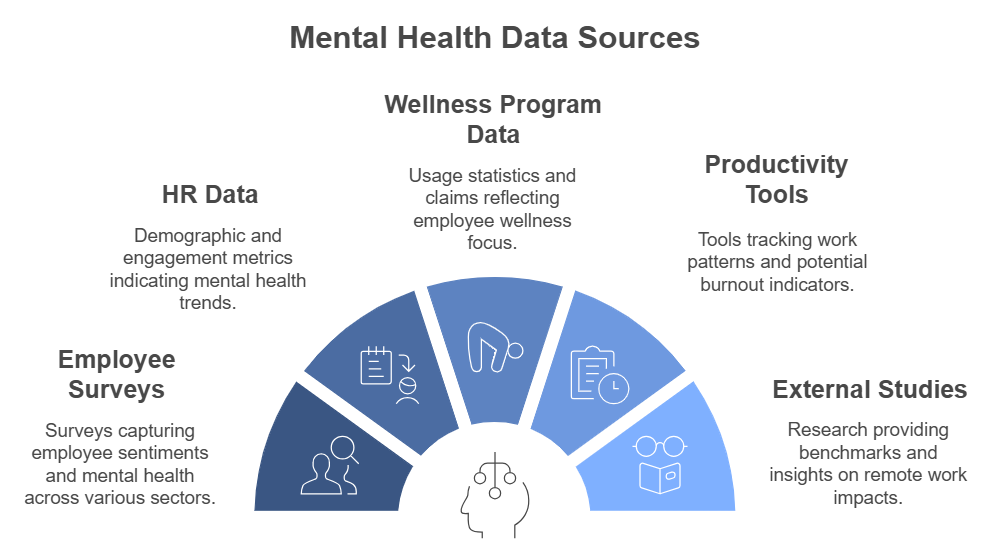 Mental Health Data Sources
Wellness Program
Data
Usage statistics and
claims reflecting
employee wellness
focus.
Productivity
Tools
Tools tracking work
patterns and potential
burnout indicators.
HR Data
Demographic and
engagement metrics
indicating mental health
trends.
Employee
Surveys
Surveys capturing
employee sentiments
and mental health
across various sectors.
External Studies
Research providing
benchmarks and
insights on remote work
impacts.